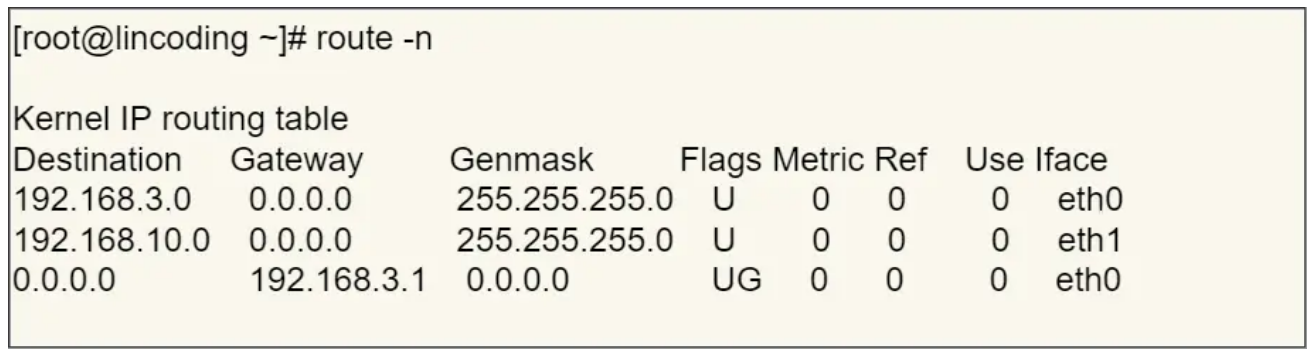 [root@lincoding ~]# route -n
Kernel IP routing table
Destination Gateway Genmask Flags Metric Ref Use Iface
192.168.3.0 0.0.0.0 255.255.255.0 U 0 0 0 eth0
192.168.10.0 0.0.0.0 255.255.255.0 U 0 0 0 eth1
0.0.0.0 192.168.3.1 0.0.0.0 UG 0 0 0 eth0